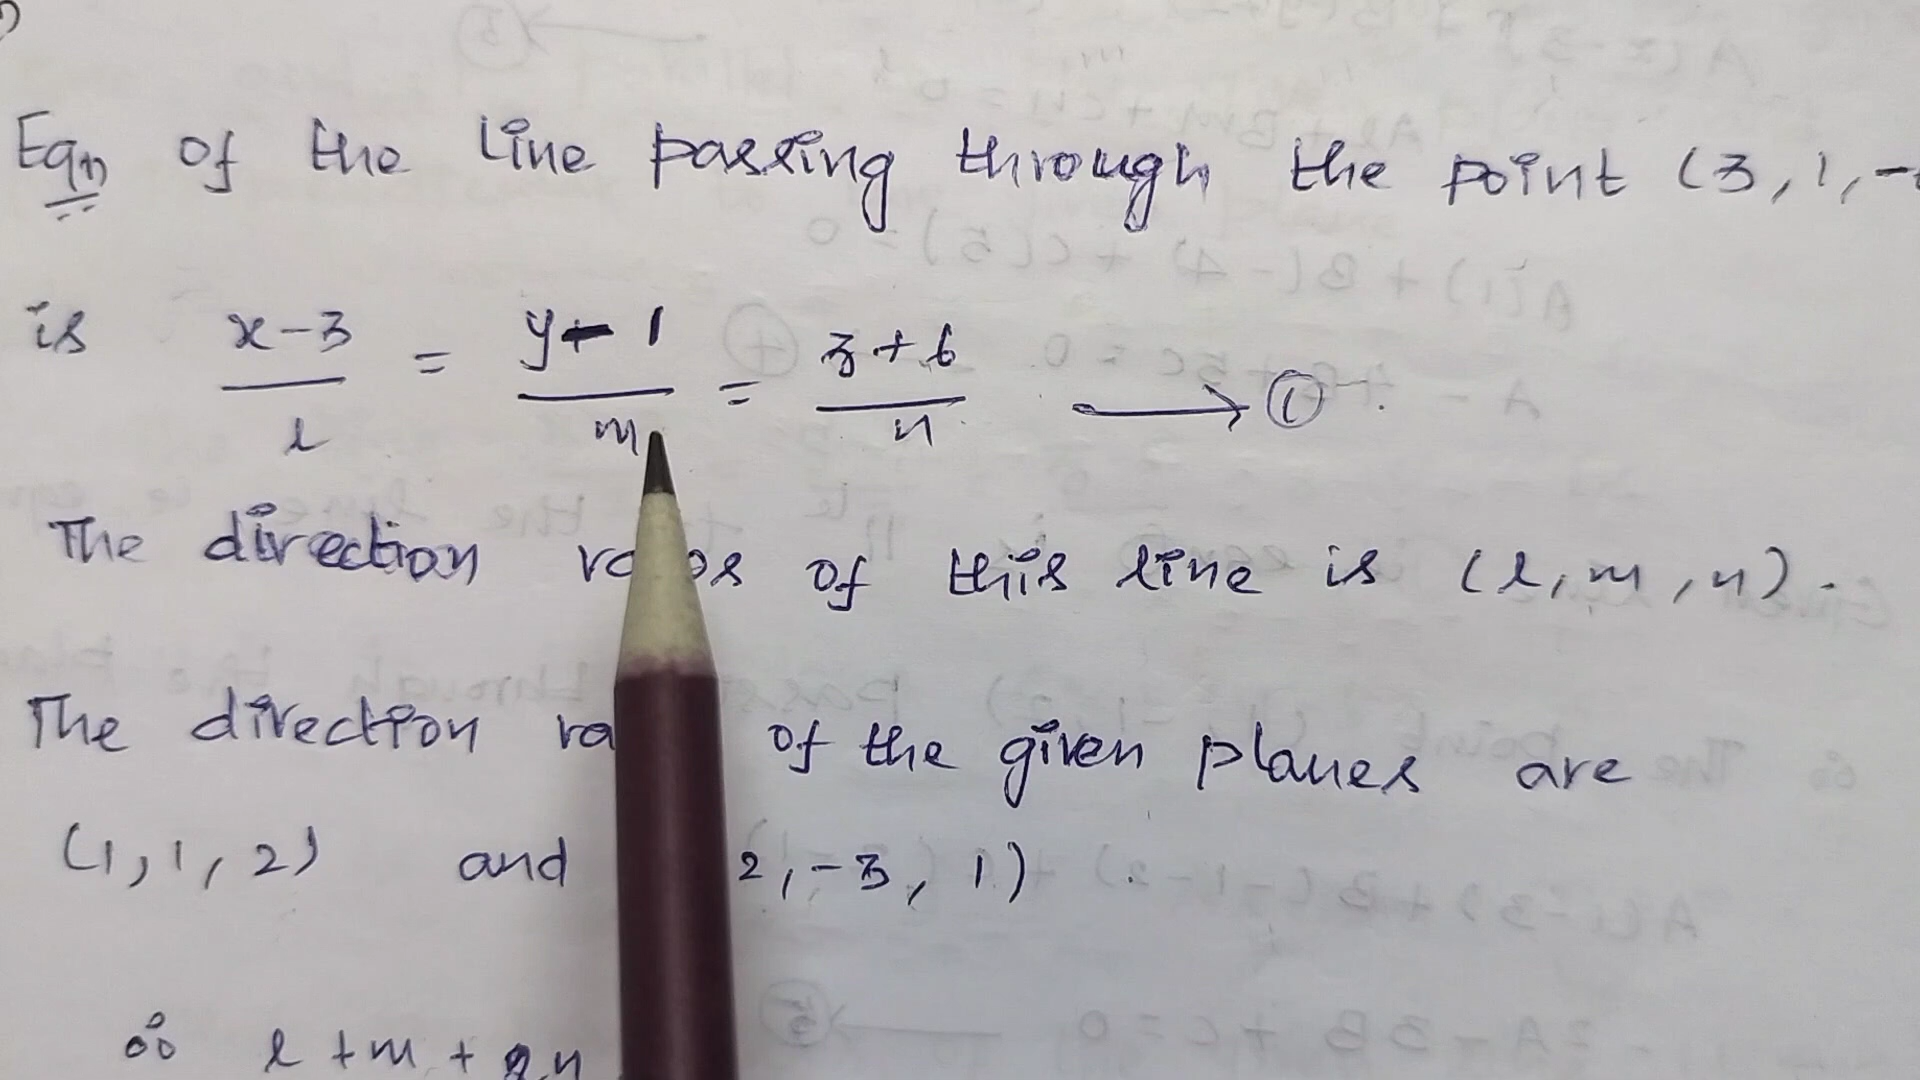 Eqn of the line passing through the point (3, 1, -
is x-3/l = y-1/m = z+6/n → ①
The direction of this line is (l, m, n).
The direction of the given planes are
(1, 1, 2) and 2, -3, 1)
∴ l + m + 2n